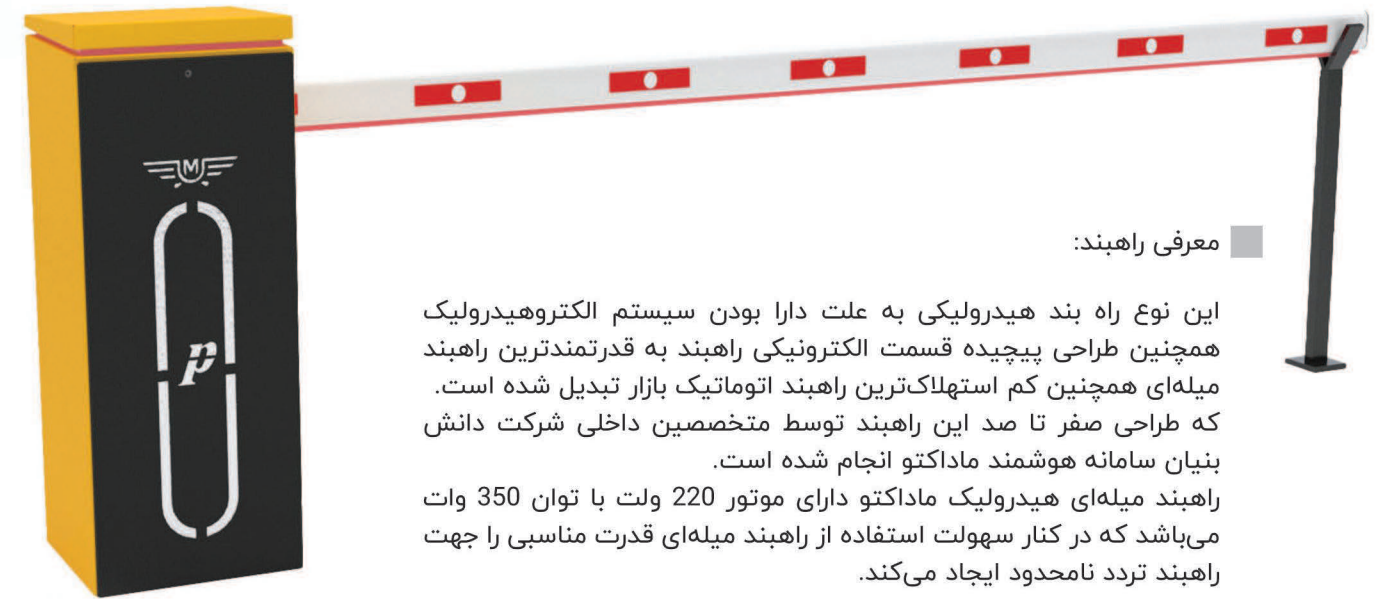 M
p
معرفی راهبند:
این نوع راه بند هیدرولیکی به علت دارا بودن سیستم الکتروهیدرولیک
همچنین طراحی پیچیده قسمت الکترونیکی راهبند به قدرتمندترین راهبند
میله‌ای همچنین کم استهلاک‌ترین راهبند اتوماتیک بازار تبدیل شده است.
که طراحی صفر تا صد این راهبند توسط متخصصین داخلی شرکت دانش
بنیان سامانه هوشمند ماداکتو انجام شده است.
راهبند میله‌ای هیدرولیک ماداکتو دارای موتور 220 ولت با توان 350 وات
می‌باشد که در کنار سهولت استفاده از راهبند میله‌ای قدرت مناسبی را جهت
راهبند تردد نامحدود ایجاد می‌کند.